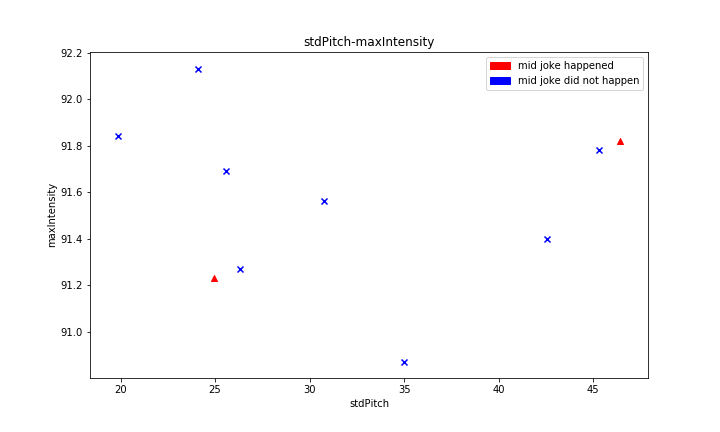 stdPitch-maxIntensity
mid joke happened
mid joke did not happen
maxIntensity
92.2
92.0
91.8
91.6
91.4
91.2
91.0
20
25
30
35
40
45
stdPitch